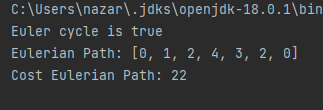 C:\Users\nazar\.jdks\openjdk-18.0.1\bin
Euler cycle is true
Eulerian Path: [0, 1, 2, 4, 3, 2, 0]
Cost Eulerian Path: 22